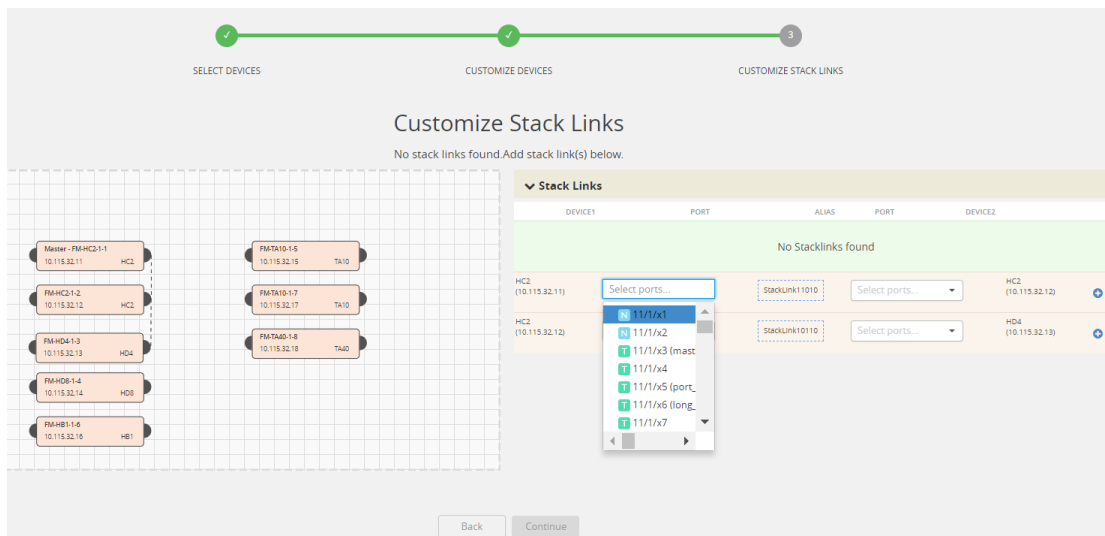 ✓
✓
3
SELECT DEVICES
CUSTOMIZE DEVICES
CUSTOMIZE STACK LINKS
Customize Stack Links
No stack links found.Add stack link(s) below.
Master - FM-HC2-1-1
10.115.32.11 HC2
FM-HC2-1-2
10.115.32.12 HC2
FM-HD4-1-3
10.115.32.13 HD4
FM-HD8-1-4
10.115.32.14 HD8
FM-HB1-1-6
10.115.32.16 HB1
FM-TA10-1-5
10.115.32.15 TA10
FM-TA10-1-7
10.115.32.17 TA10
FM-TA40-1-8
10.115.32.18 TA40
Stack Links
DEVICE1 PORT ALIAS PORT DEVICE2
No Stacklinks found
HC2
(10.115.32.11)
Select ports...
StackLink11010
Select ports...
HC2
(10.115.32.12)
N 11/1/x1
N 11/1/x2
T 11/1/x3 (mast
T 11/1/x4
T 11/1/x5 (port_
T 11/1/x6 (long_
T 11/1/x7
HC2
(10.115.32.12)
StackLink10110
Select ports...
HD4
(10.115.32.13)
Back
Continue